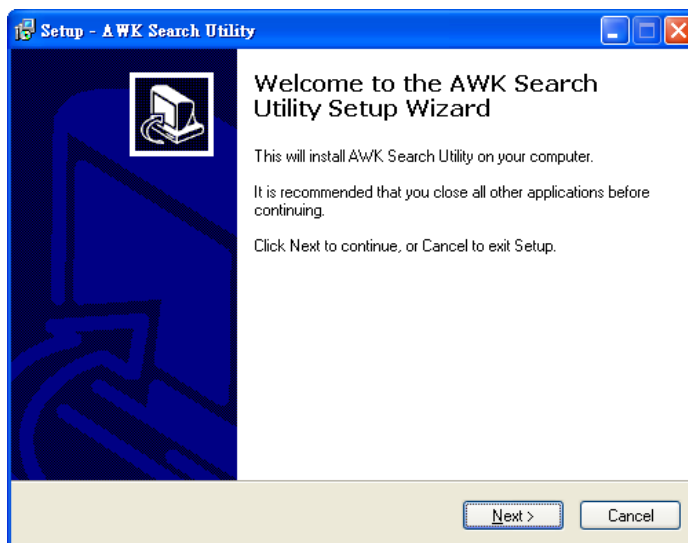 Setup - AWK Search Utility
Welcome to the AWK Search
Utility Setup Wizard
This will install AWK Search Utility on your computer.
It is recommended that you close all other applications before
continuing.
Click Next to continue, or Cancel to exit Setup.
Next >
Cancel